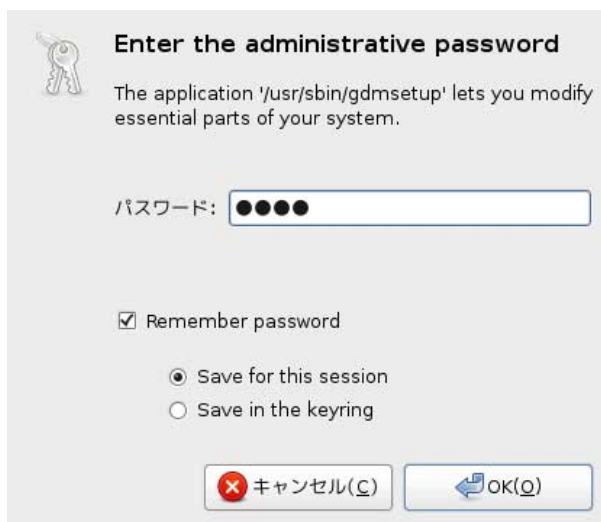 Enter the administrative password
The application '/usr/sbin/gdmsetup' lets you modify
essential parts of your system.
パスワード: ●●●●
Remember password
Save for this session
Save in the keyring
キャンセル(C) OK(O)